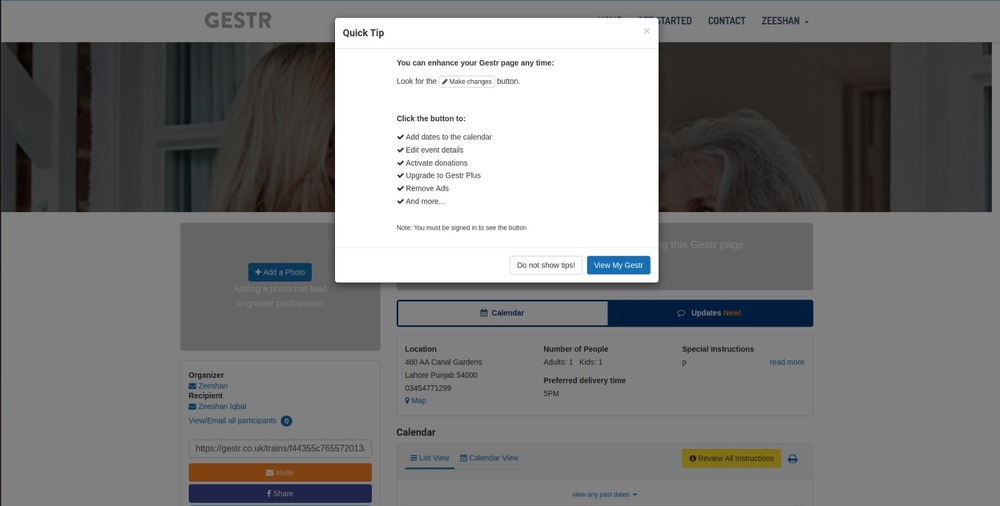 GESTR
CONTACT
ZEESHAN
Quick Tip
×
You can enhance your Gestr page any time:
Look for the Make changes button.
Click the button to:
Add dates to the calendar
Edit event details
Activate donations
Upgrade to Gestr Plus
Remove Ads
And more...
Note: You must be signed in to see the button
Do not show tips! View My Gestr
this Gestr page.
+ Add a Photo
Adding a photo can lead
to greater participation
Calendar
Updates New!
Location
460 AA Canal Gardens
Lahore Punjab 54000
03454771299
Map
Number of People
Adults: 1 Kids: 1
Preferred delivery time
5PM
Special Instructions
p read more
Organizer
Zeeshan
Recipient
Zeeshan Iqbal
View/Email all participants 0
https://gestr.co.uk/trains/f44355c765572013
Invite
Share
Calendar
List View Calendar View Review All Instructions
view any past dates